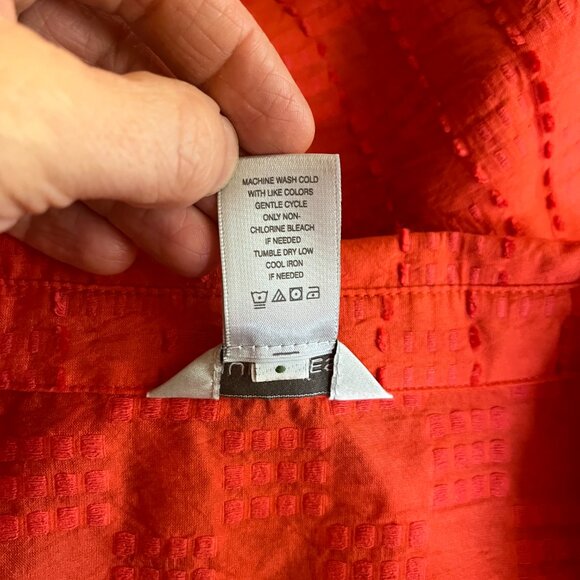 MACHINE WASH COLD
WITH LIKE COLORS
GENTLE CYCLE
ONLY NON-
CHLORINE BLEACH
IF NEEDED
TUMBLE DRY LOW
COOL IRON
IF NEEDED